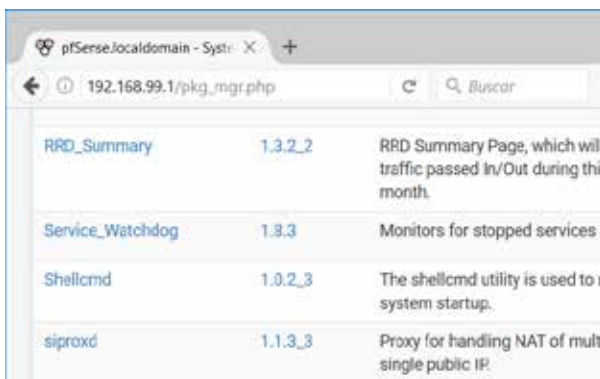 pfSense.localdomain - Syste
192.168.99.1/pkg_mgr.php
Buscar
RRD_Summary 1.3.2_2 RRD Summary Page, which will
traffic passed In/Out during thi
month.
Service_Watchdog 1.8.3 Monitors for stopped services
Shellcmd 1.0.2_3 The shellcmd utility is used to
system startup.
siproxd 1.1.3_3 Proxy for handling NAT of mult
single public IP.